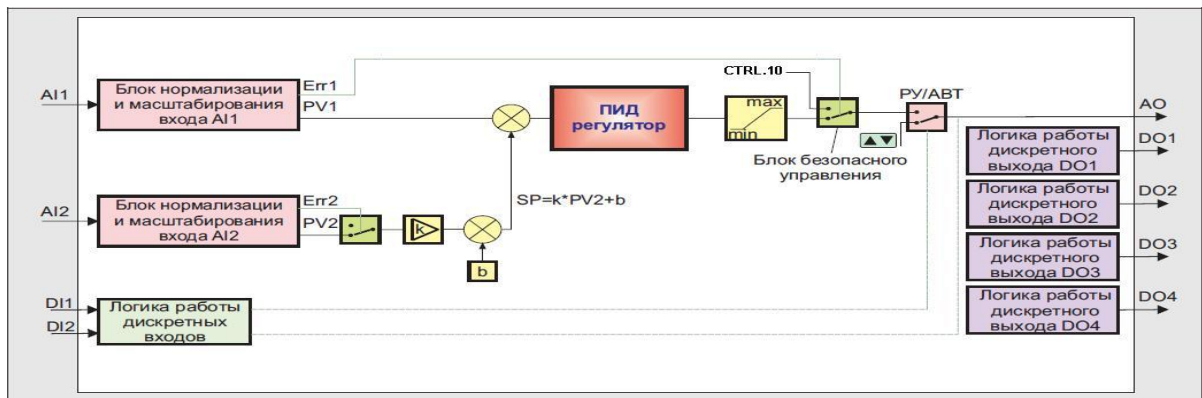 AI1
Блок нормализации
и масштабирования
входа AI1
Err1
PV1
ПИД
регулятор
max
min
CTRL.10
Блок безопасного
управления
РУ/АВТ
AO
Логика работы
дискретного
выхода DO1
DO1
AI2
Блок нормализации
и масштабирования
входа AI2
Err2
PV2
k
b
SP=k*PV2+b
Логика работы
дискретного
выхода DO2
DO2
Логика работы
дискретного
выхода DO3
DO3
DI1
DI2
Логика работы
дискретных
входов
Логика работы
дискретного
выхода DO4
DO4